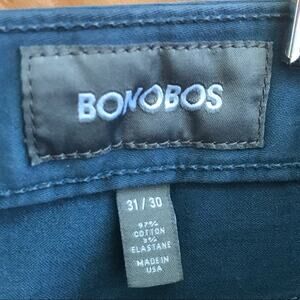 BONOBOS
31 / 30
97%
COTTON
3%
ELASTANE
MADE IN
USA